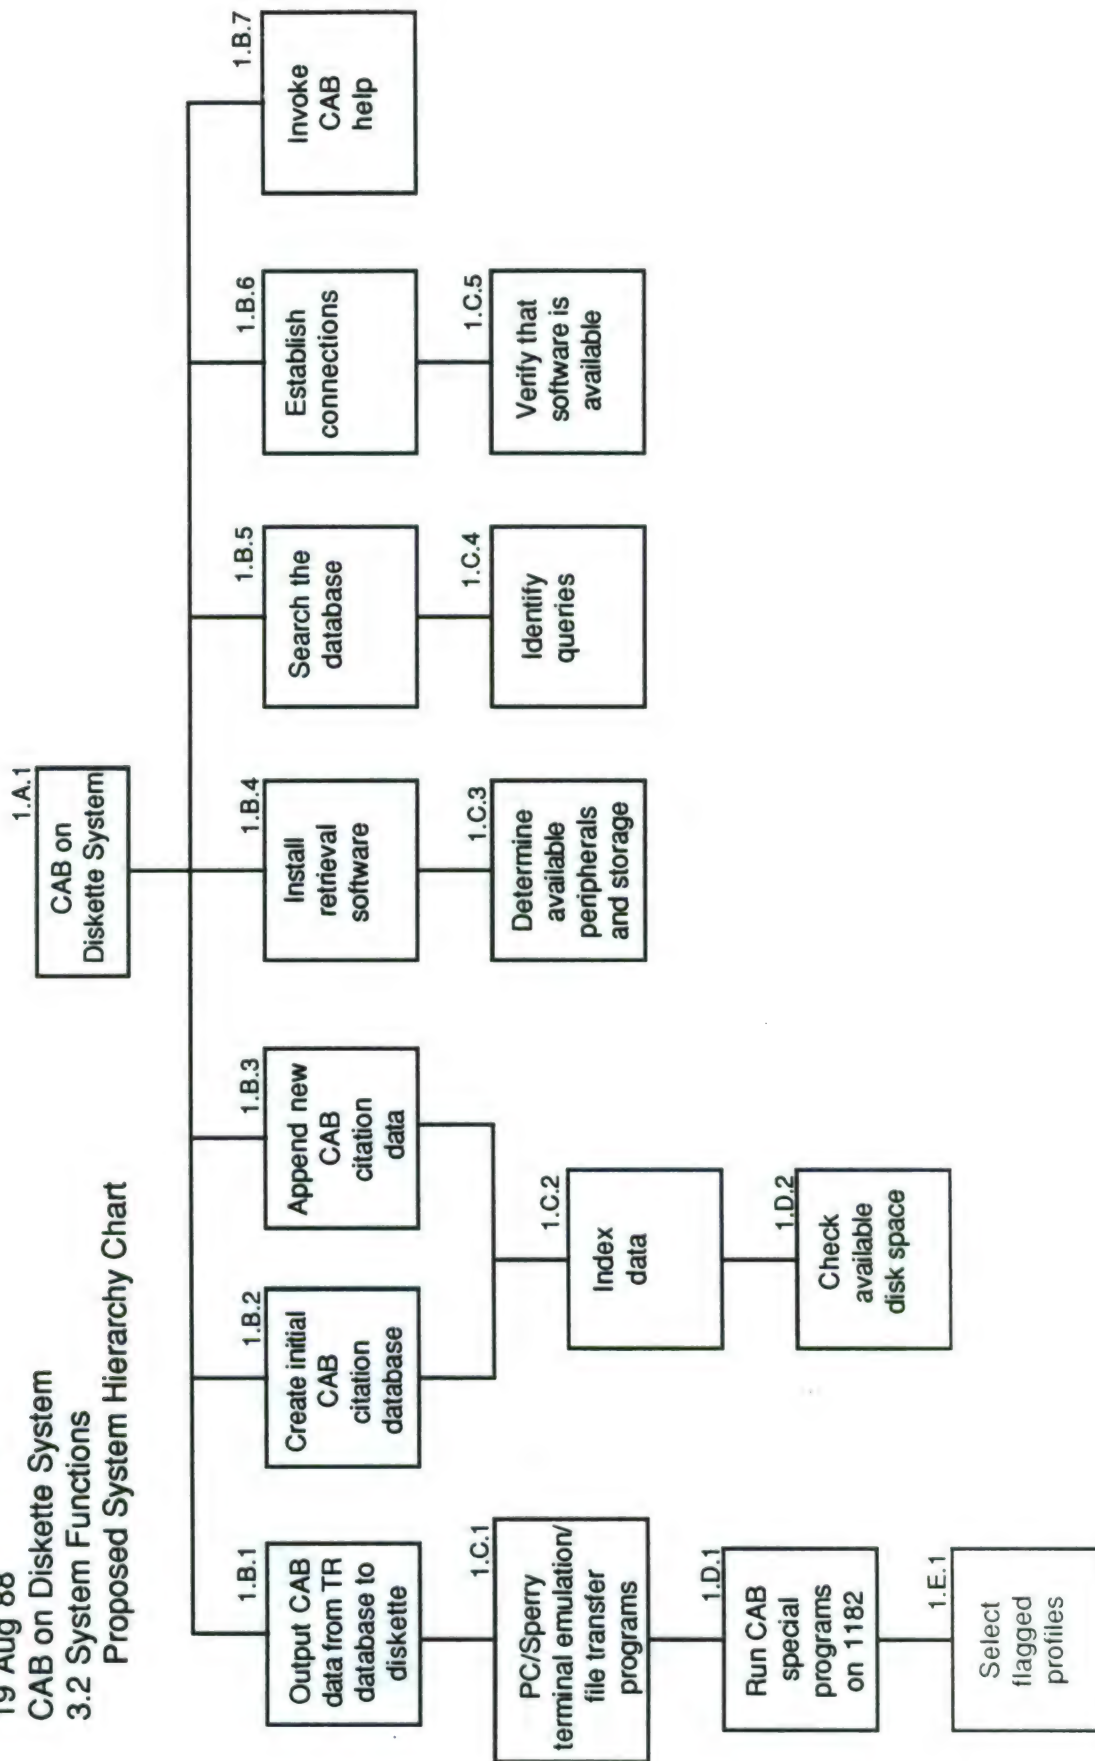 19 Aug 88
CAB on Diskette System
3.2 System Functions
Proposed System Hierarchy Chart
1.A.1
CAB on
Diskette System
1.B.1
Output CAB
data from TR
database to
diskette
1.B.2
Create initial
CAB
citation
database
1.B.3
Append new
CAB
citation
data
1.B.4
Install
retrieval
software
1.B.5
Search the
database
1.B.6
Establish
connections
1.B.7
Invoke
CAB
help
1.C.1
PC/Sperry
terminal emulation/
file transfer
programs
1.C.2
Index
data
1.C.3
Determine
available
peripherals
and storage
1.C.4
Identify
queries
1.C.5
Verify that
software is
available
1.D.1
Run CAB
special
programs
on 1182
1.D.2
Check
available
disk space
1.E.1
Select
flagged
profiles